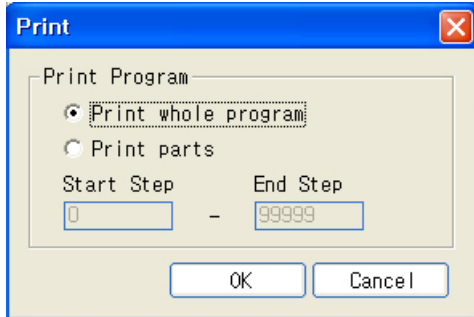 Print
Print Program
Print whole program
Print parts
Start Step End Step
0 - 99999
OK Cancel